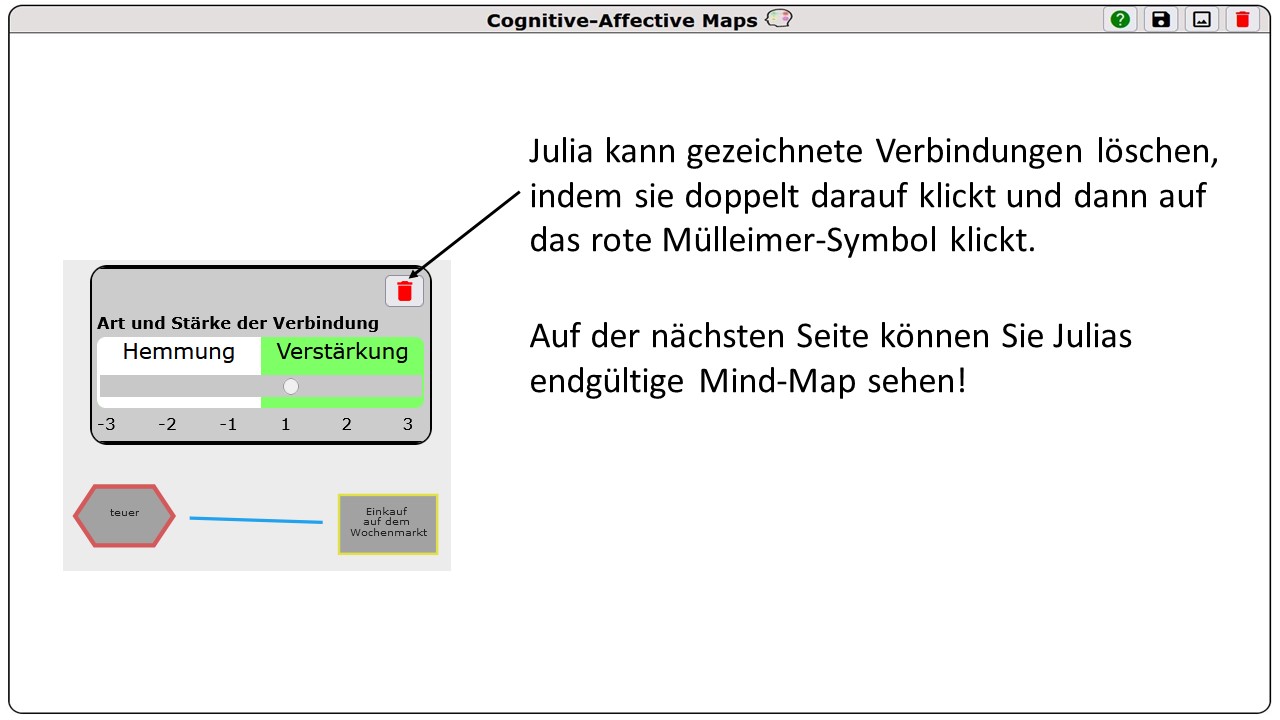 Cognitive-Affective Maps
Julia kann gezeichnete Verbindungen löschen,
indem sie doppelt darauf klickt und dann auf
das rote Mülleimer-Symbol klickt.
Auf der nächsten Seite können Sie Julias
endgültige Mind-Map sehen!
Art und Stärke der Verbindung
Hemmung Verstärkung
-3 -2 -1 1 2 3
teuer
Einkauf
auf dem
Wochenmarkt